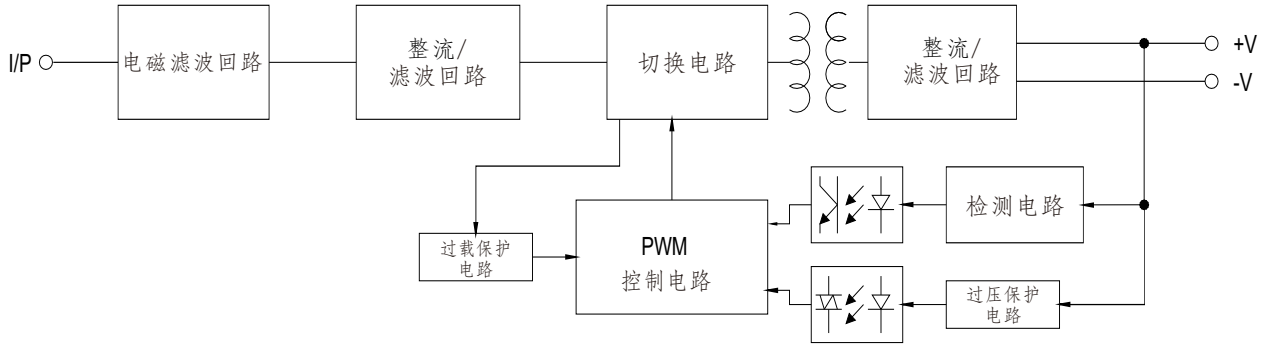 I/P
电磁滤波回路
整流/
滤波回路
切换电路
整流/
滤波回路
+V
-V
过载保护
电路
PWM
控制电路
检测电路
过压保护
电路